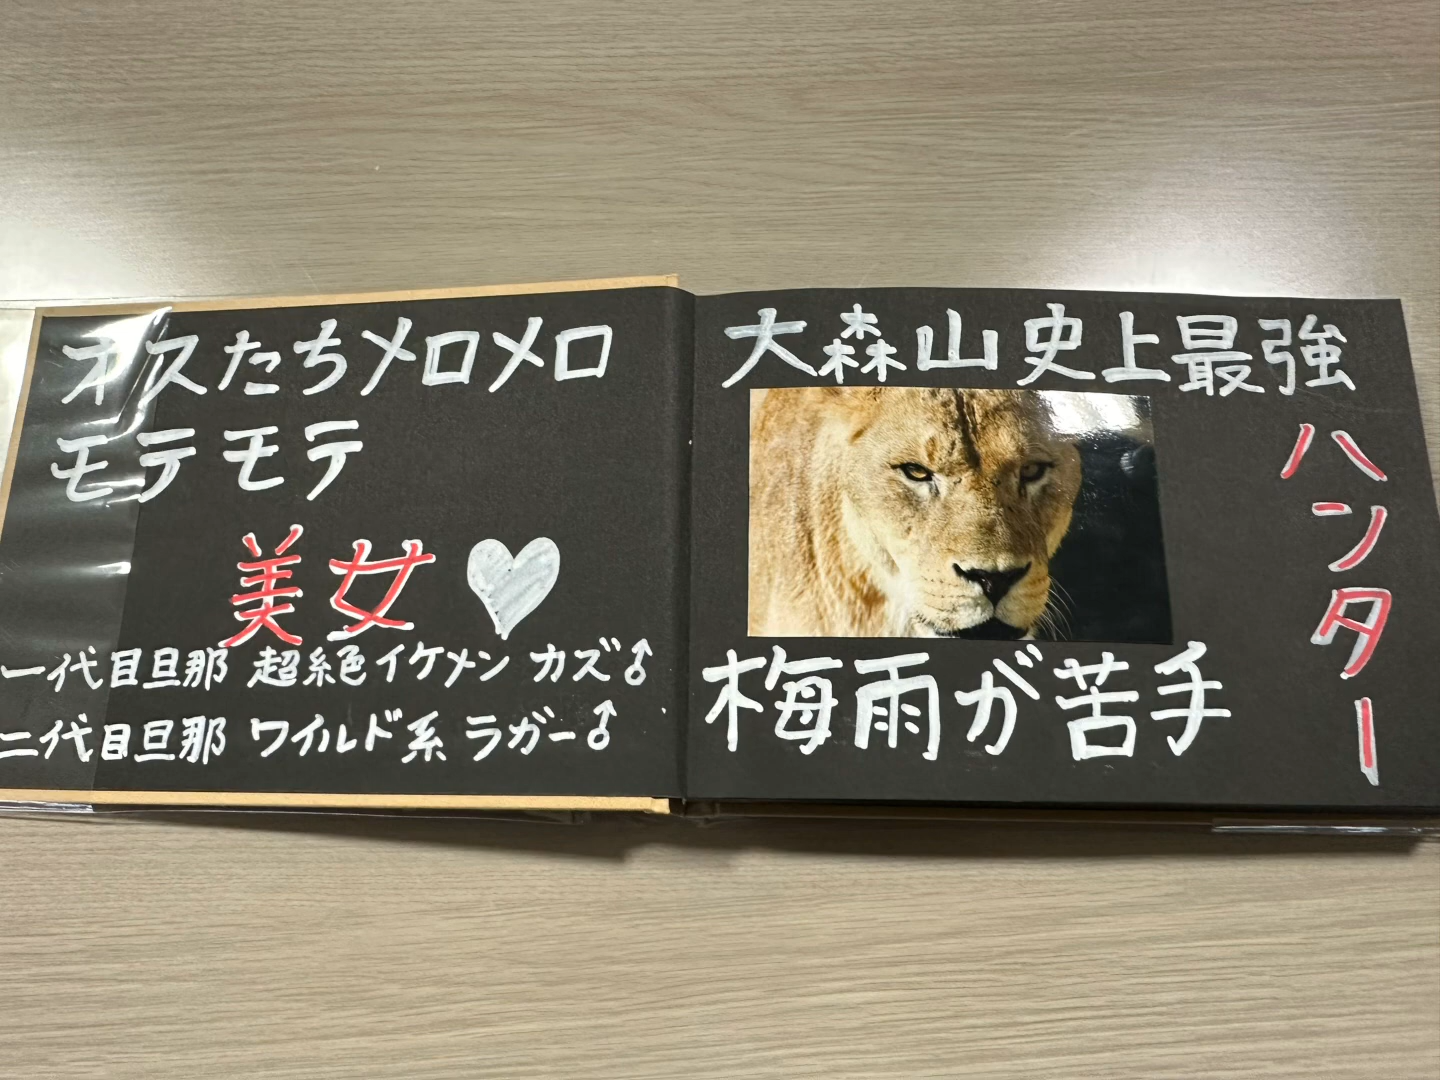 オスたちメロメロ
モテモテ
美女♥
一代目旦那 超絶イケメン カズ♂
二代目旦那 ワイルド系 ラガー♂
大森山史上最強
ハンター
梅雨が苦手